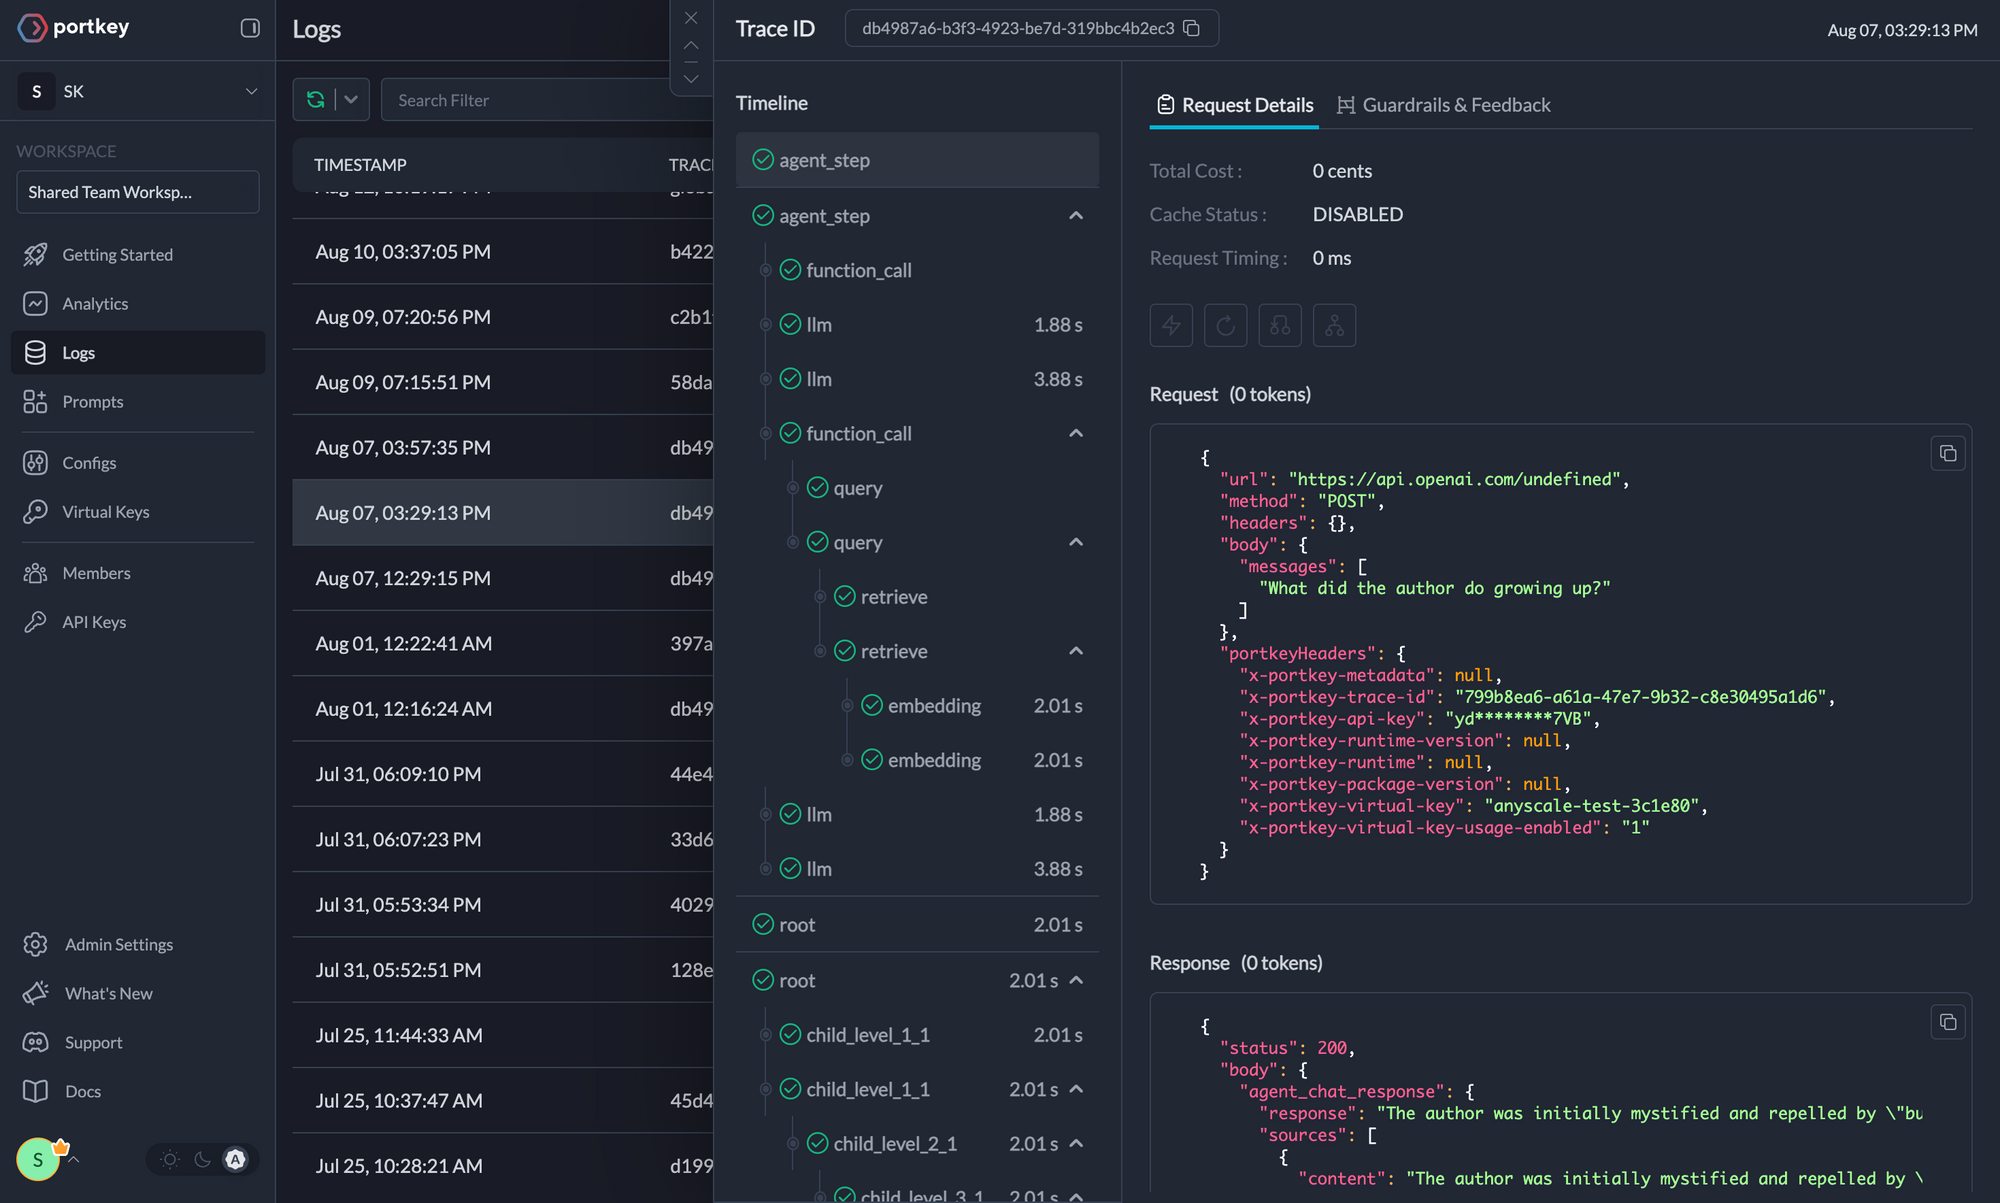 portkey
S SK
WORKSPACE
Shared Team Worksp...
Getting Started
Analytics
Logs
Prompts
Configs
Virtual Keys
Members
API Keys
Admin Settings
What's New
Support
Docs
S
A
Logs
Search Filter
TIMESTAMP TRAC
Aug 10, 03:37:05 PM b422
Aug 09, 07:20:56 PM c2b1
Aug 09, 07:15:51 PM 58da
Aug 07, 03:57:35 PM db49
Aug 07, 03:29:13 PM db49
Aug 07, 12:29:15 PM db49
Aug 01, 12:22:41 AM 397a
Aug 01, 12:16:24 AM db49
Jul 31, 06:09:10 PM 44e4
Jul 31, 06:07:23 PM 33d6
Jul 31, 05:53:34 PM 4029
Jul 31, 05:52:51 PM 128e
Jul 25, 11:44:33 AM
Jul 25, 10:37:47 AM 45d4
Jul 25, 10:28:21 AM d199
Trace ID db4987a6-b3f3-4923-be7d-319bbc4b2ec3
Aug 07, 03:29:13 PM
Timeline
agent_step
agent_step
function_call
llm 1.88 s
llm 3.88 s
function_call
query
query
retrieve
retrieve
embedding 2.01 s
embedding 2.01 s
llm 1.88 s
llm 3.88 s
root 2.01 s
root 2.01 s
child_level_1_1 2.01 s
child_level_1_1 2.01 s
child_level_2_1 2.01 s
child_level_3_1 2.01 s
Request Details Guardrails & Feedback
Total Cost : 0 cents
Cache Status : DISABLED
Request Timing : 0 ms
Request (0 tokens)
{
"url": "https://api.openai.com/undefined",
"method": "POST",
"headers": {},
"body": {
"messages": [
"What did the author do growing up?"
]
},
"portkeyHeaders": {
"x-portkey-metadata": null,
"x-portkey-trace-id": "799b8ea6-a61a-47e7-9b32-c8e30495a1d6",
"x-portkey-api-key": "yd********7VB",
"x-portkey-runtime-version": null,
"x-portkey-runtime": null,
"x-portkey-package-version": null,
"x-portkey-virtual-key": "anyscale-test-3c1e80",
"x-portkey-virtual-key-usage-enabled": "1"
}
}
Response (0 tokens)
{
"status": 200,
"body": {
"agent_chat_response": {
"response": "The author was initially mystified and repelled by \"bu
"sources": [
{
"content": "The author was initially mystified and repelled by \